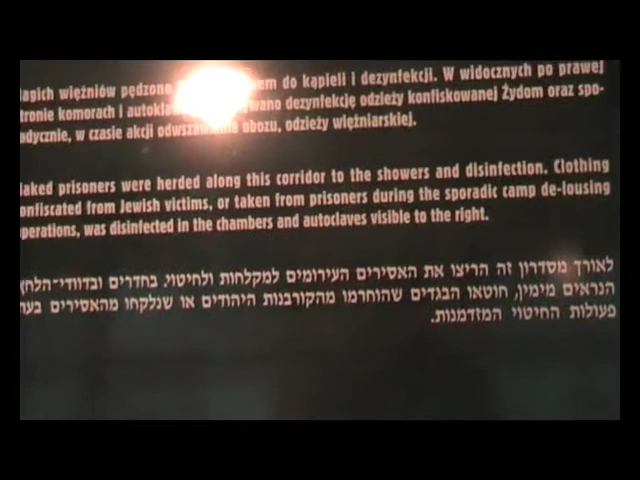 agich więźniów pędzono do kąpieli i dezynfekcji. W widocznych po prawej
tronie komorach i autokla wano dezynfekcję odzieży konfiskowanej Żydom oraz spo-
adycznie, w czasie akcji odwszawiania obozu, odzieży więźniarskiej.
aked prisoners were herded along this corridor to the showers and disinfection. Clothing
onfiscated from Jewish victims, or taken from prisoners during the sporadic camp de-lousing
perations, was disinfected in the chambers and autoclaves visible to the right.
לאורך מסדרון זה הריצו את האסירים העירומים למקלחות ולחיטוי. בחדרים ובדוודי־הלחץ
הנראים מימין, חוטאו הבגדים שהוחרמו מהקורבנות היהודים או שנלקחו מהאסירים בעת
פעולות החיטוי המזדמנות.